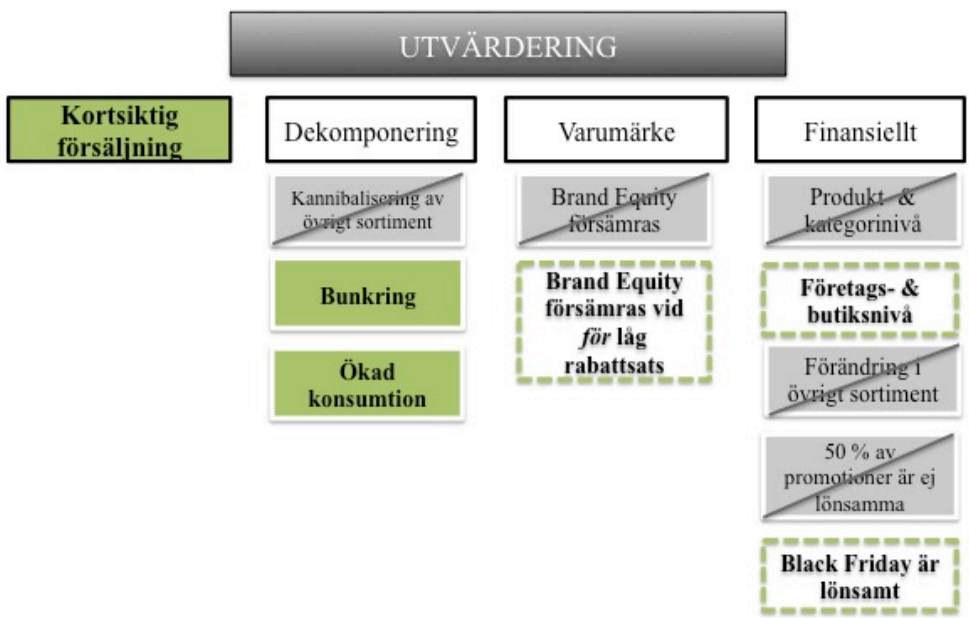 UTVÄRDERING
Kortsiktig
försäljning
Dekomponering
Kannibalisering av
övrigt sortiment
Bunkring
Ökad
konsumtion
Varumärke
Brand Equity
försämras
Brand Equity
försämras vid
för låg
rabattsats
Finansiellt
Produkt- &
kategorinivå
Företags- &
butiksnivå
Förändring i
övrigt sortiment
50 % av
promotioner är ej
lönsamma
Black Friday är
lönsamt